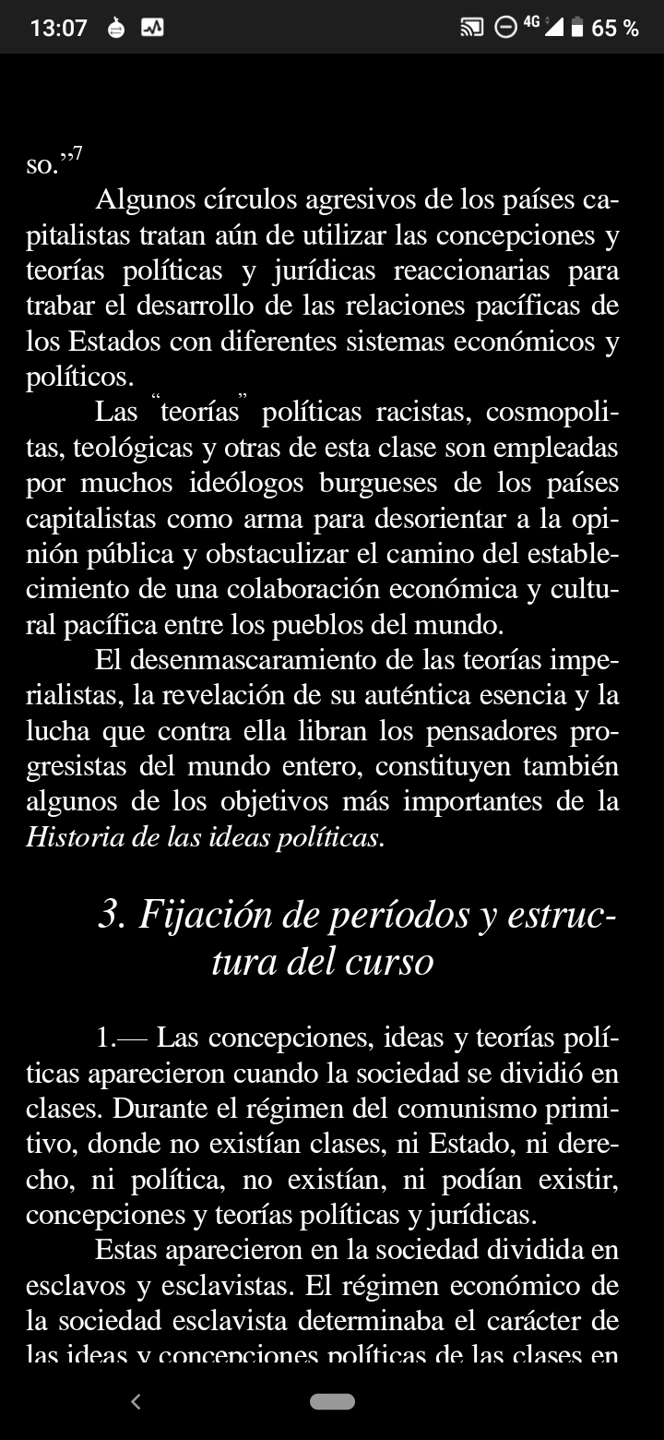 13:07 4G 65 %
so.”7
Algunos círculos agresivos de los países ca-
pitalistas tratan aún de utilizar las concepciones y
teorías políticas y jurídicas reaccionarias para
trabar el desarrollo de las relaciones pacíficas de
los Estados con diferentes sistemas económicos y
políticos.
Las “teorías” políticas racistas, cosmopoli-
tas, teológicas y otras de esta clase son empleadas
por muchos ideólogos burgueses de los países
capitalistas como arma para desorientar a la opi-
nión pública y obstaculizar el camino del estable-
cimiento de una colaboración económica y cultu-
ral pacífica entre los pueblos del mundo.
El desenmascaramiento de las teorías impe-
rialistas, la revelación de su auténtica esencia y la
lucha que contra ella libran los pensadores pro-
gresistas del mundo entero, constituyen también
algunos de los objetivos más importantes de la
Historia de las ideas políticas.
3. Fijación de períodos y estruc-
tura del curso
1.— Las concepciones, ideas y teorías polí-
ticas aparecieron cuando la sociedad se dividió en
clases. Durante el régimen del comunismo primi-
tivo, donde no existían clases, ni Estado, ni dere-
cho, ni política, no existían, ni podían existir,
concepciones y teorías políticas y jurídicas.
Estas aparecieron en la sociedad dividida en
esclavos y esclavistas. El régimen económico de
la sociedad esclavista determinaba el carácter de
las ideas y concepciones políticas de las clases en